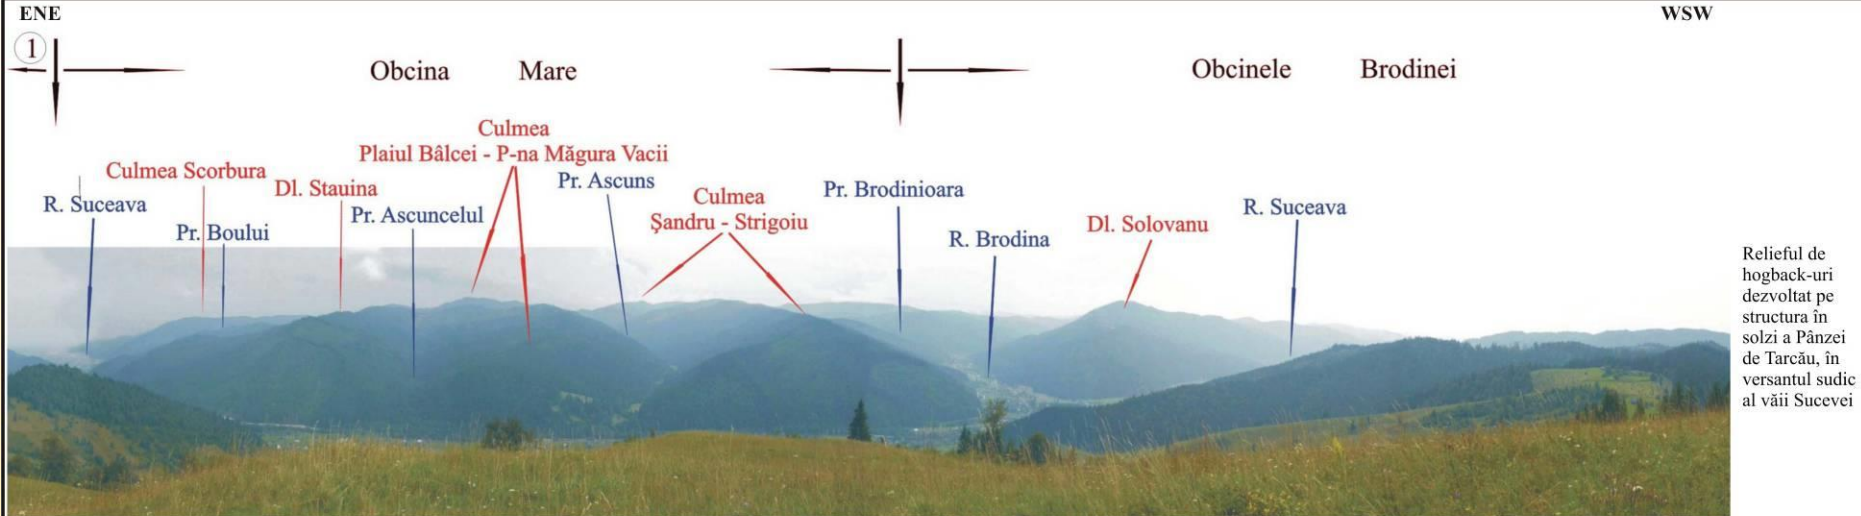 ENE
WSW
1
Obcina Mare
Obcinele Brodinei
Culmea
Plaiul Bâlcei - P-na Măgura Vacii
Culmea Scorbura
Dl. Stauina
Pr. Ascuns
Culmea
Şandru - Strigoiu
Pr. Brodinioara
R. Suceava
Pr. Boului
Pr. Ascuncelul
R. Brodina
Dl. Solovanu
R. Suceava
Relieful de
hogback-uri
dezvoltat pe
structura în
solzi a Pânzei
de Tarcău, în
versantul sudic
al văii Sucevei